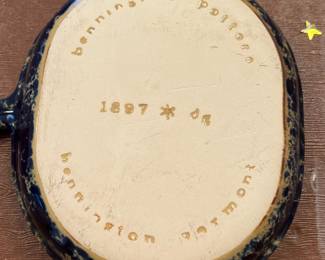 bennington potters
1897 * dg
bennington vermont